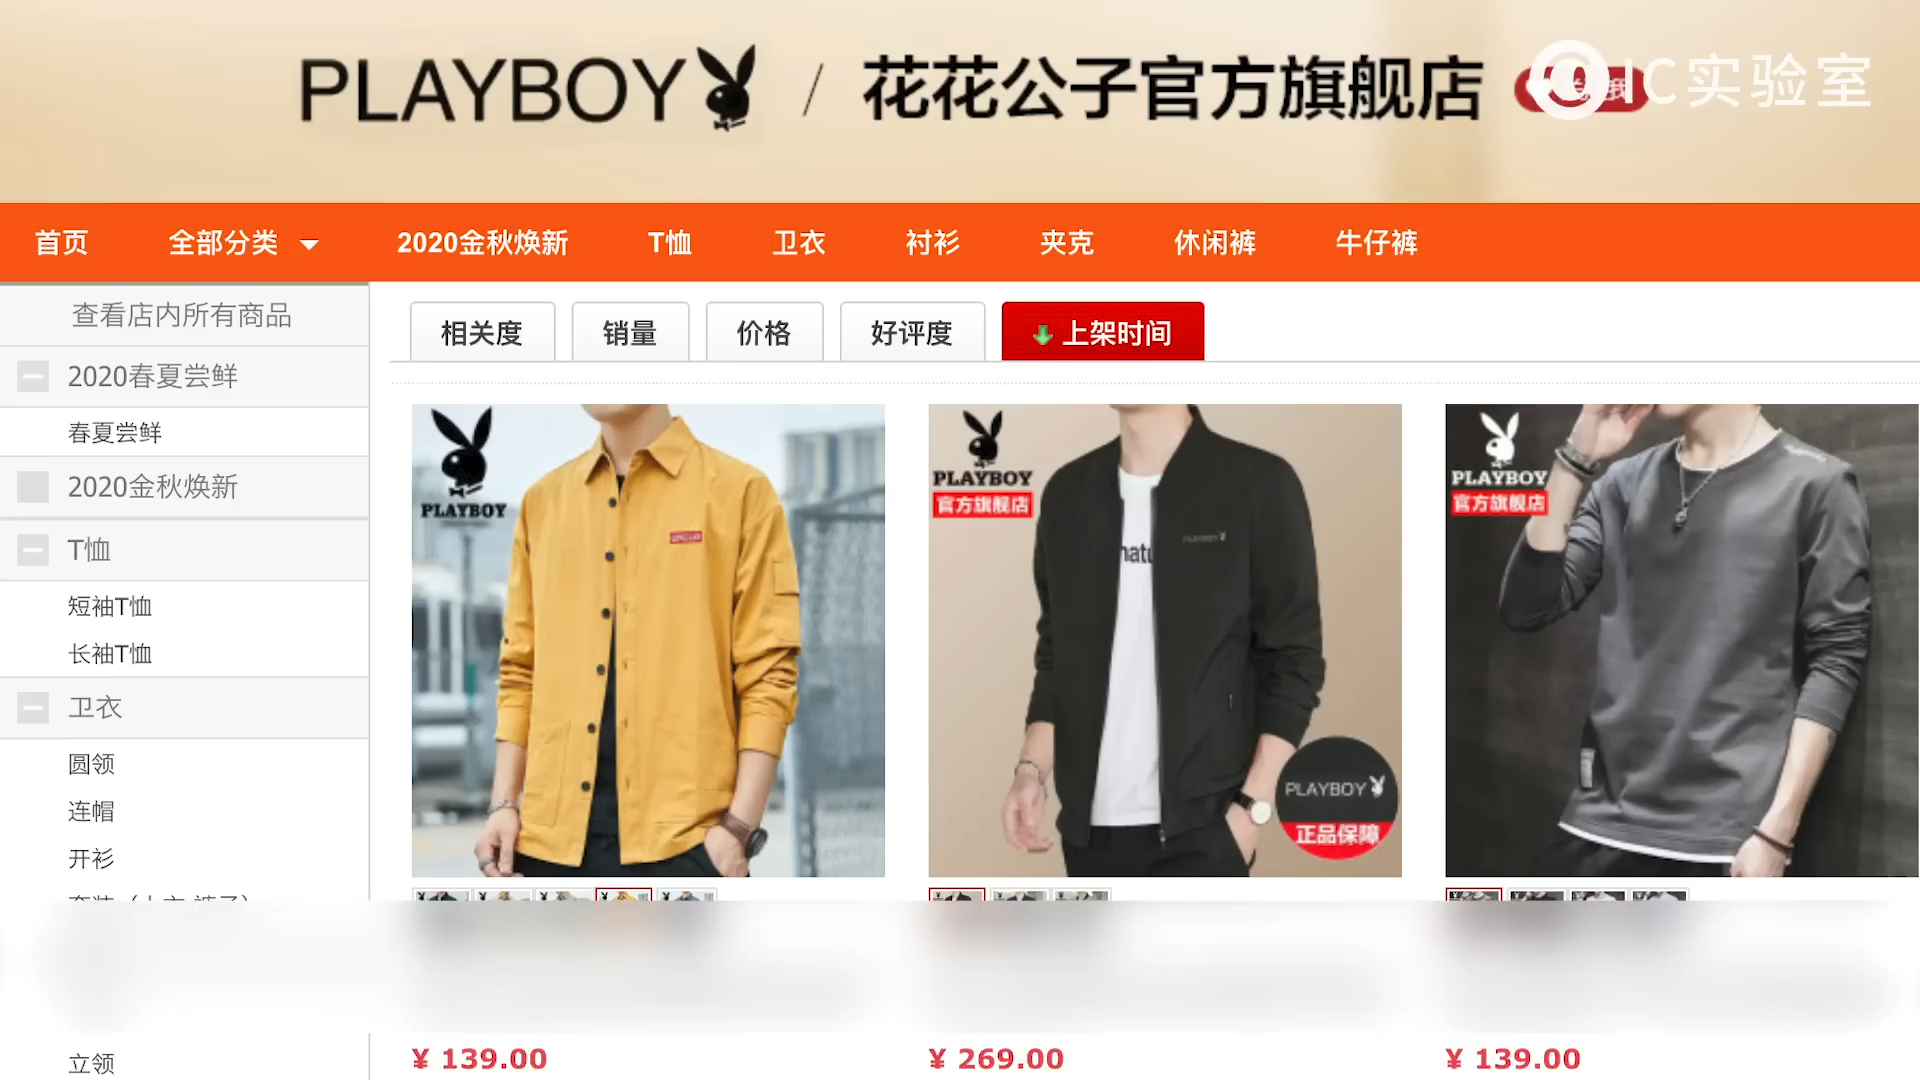 PLAYBOY / 花花公子官方旗舰店
IC实验室
首页 全部分类 2020金秋焕新 T恤 卫衣 衬衫 夹克 休闲裤 牛仔裤
查看店内所有商品
2020春夏尝鲜
春夏尝鲜
2020金秋焕新
T恤
短袖T恤
长袖T恤
卫衣
圆领
连帽
开衫
立领
相关度 销量 价格 好评度 上架时间
PLAYBOY
PLAYBOY
官方旗舰店
PLAYBOY
PLAYBOY
正品保障
PLAYBOY
官方旗舰店
¥ 139.00
¥ 269.00
¥ 139.00